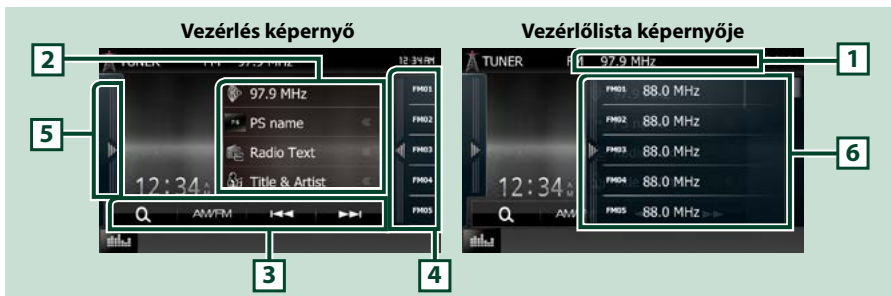 Vezérlés képernyő
Vezérlőlista képernyője
2
TUNER
12:34 AM
97.9 MHz
PS name
Radio Text
Title & Artist
12:34
AM/FM
FM01
FM02
FM03
FM04
FM05
5
3
4
TUNER
97.9 MHz
1
FM01 88.0 MHz
FM02 88.0 MHz
FM03 88.0 MHz
FM04 88.0 MHz
FM05 88.0 MHz
12:34
6